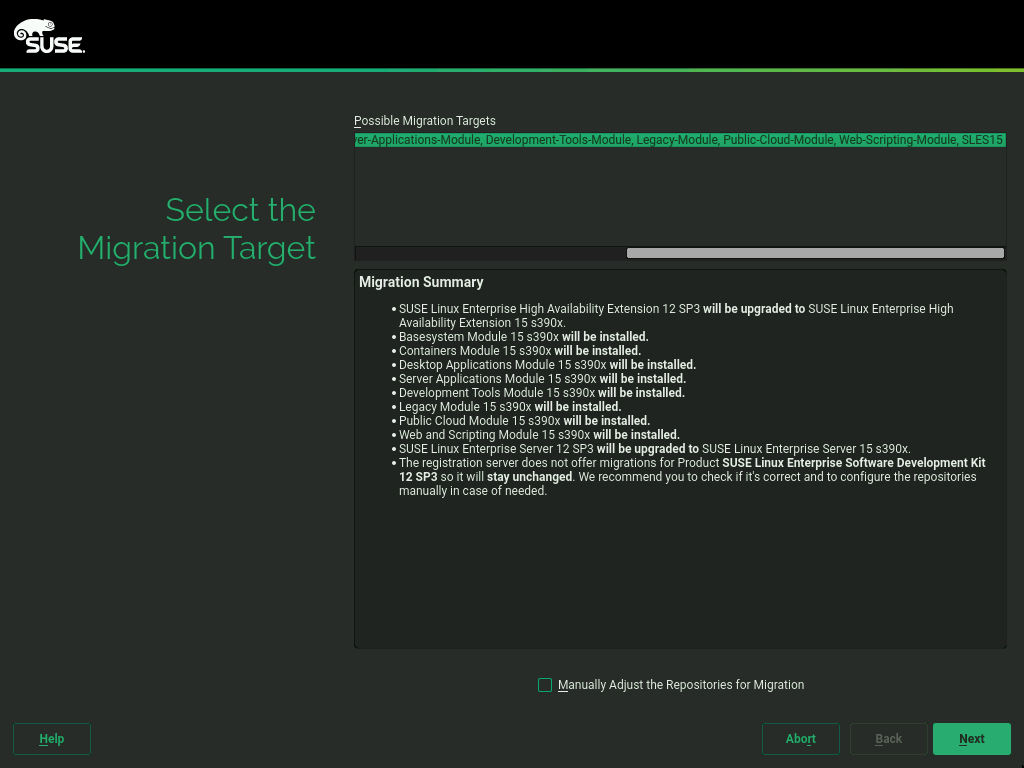 SUSE.
Possible Migration Targets
er-Applications-Module, Development-Tools-Module, Legacy-Module, Public-Cloud-Module, Web-Scripting-Module, SLES15
Select the
Migration Target
Migration Summary
• SUSE Linux Enterprise High Availability Extension 12 SP3 will be upgraded to SUSE Linux Enterprise High
Availability Extension 15 s390x.
• Basesystem Module 15 s390x will be installed.
• Containers Module 15 s390x will be installed.
• Desktop Applications Module 15 s390x will be installed.
• Server Applications Module 15 s390x will be installed.
• Development Tools Module 15 s390x will be installed.
• Legacy Module 15 s390x will be installed.
• Public Cloud Module 15 s390x will be installed.
• Web and Scripting Module 15 s390x will be installed.
• SUSE Linux Enterprise Server 12 SP3 will be upgraded to SUSE Linux Enterprise Server 15 s390x.
• The registration server does not offer migrations for Product SUSE Linux Enterprise Software Development Kit
12 SP3 so it will stay unchanged. We recommend you to check if it's correct and to configure the repositories
manually in case of needed.
Manually Adjust the Repositories for Migration
Help
Abort
Back
Next